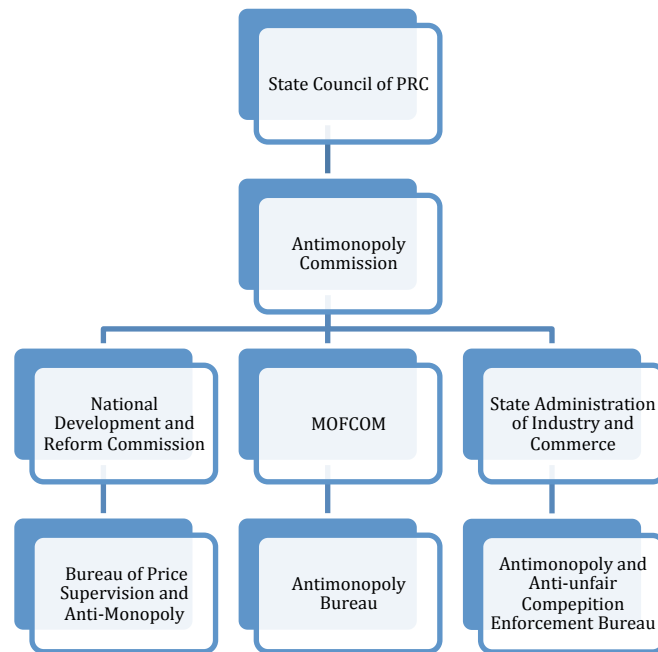 State Council of PRC
Antimonopoly
Commission
National
Development and
Reform Commission
MOFCOM
State Administration
of Industry and
Commerce
Bureau of Price
Supervision and
Anti-Monopoly
Antimonopoly
Bureau
Antimonopoly and
Anti-unfair
Compepition
Enforcement Bureau